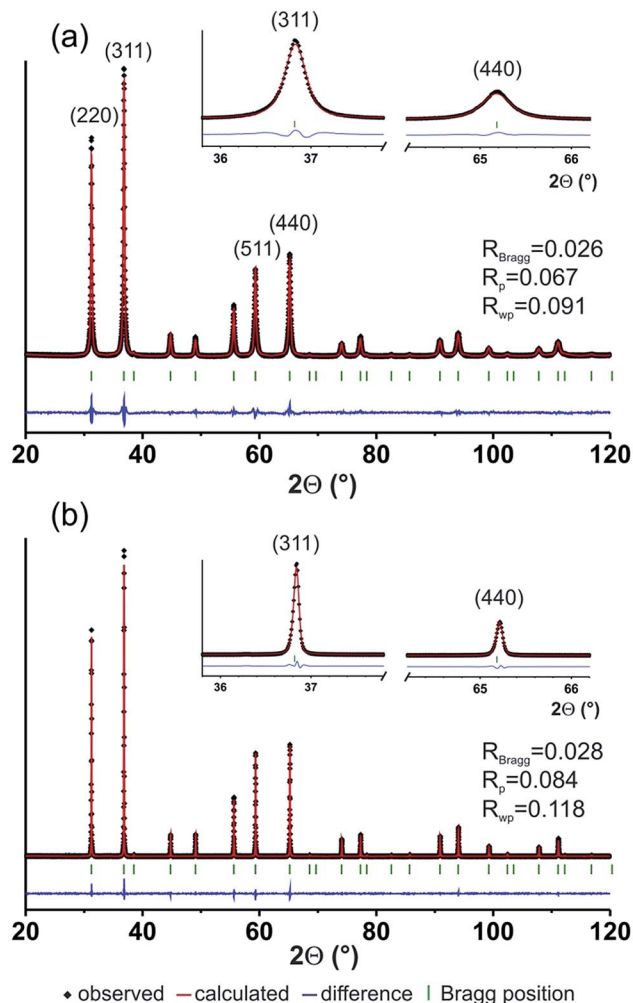 (a)
(311)
(220)
(511)
(440)
(311)
(440)
36
37
65
66
2Θ (°)
R_Bragg=0.026
R_p=0.067
R_wp=0.091
20
40
60
80
100
120
2Θ (°)
(b)
(311)
(440)
36
37
65
66
2Θ (°)
R_Bragg=0.028
R_p=0.084
R_wp=0.118
20
40
60
80
100
120
2Θ (°)
observed calculated difference Bragg position